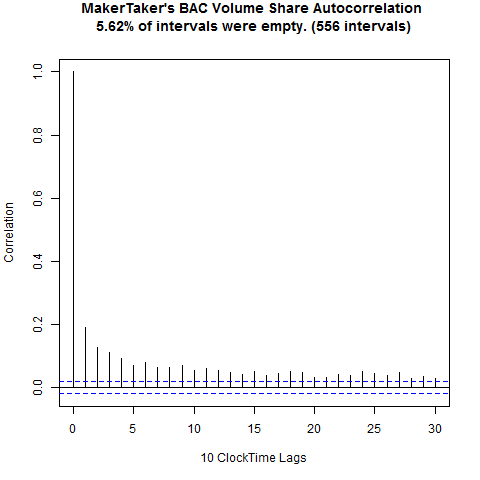 MakerTaker's BAC Volume Share Autocorrelation
5.62% of intervals were empty. (556 intervals)
Correlation
1.0
0.8
0.6
0.4
0.2
0.0
0 5 10 15 20 25 30
10 ClockTime Lags